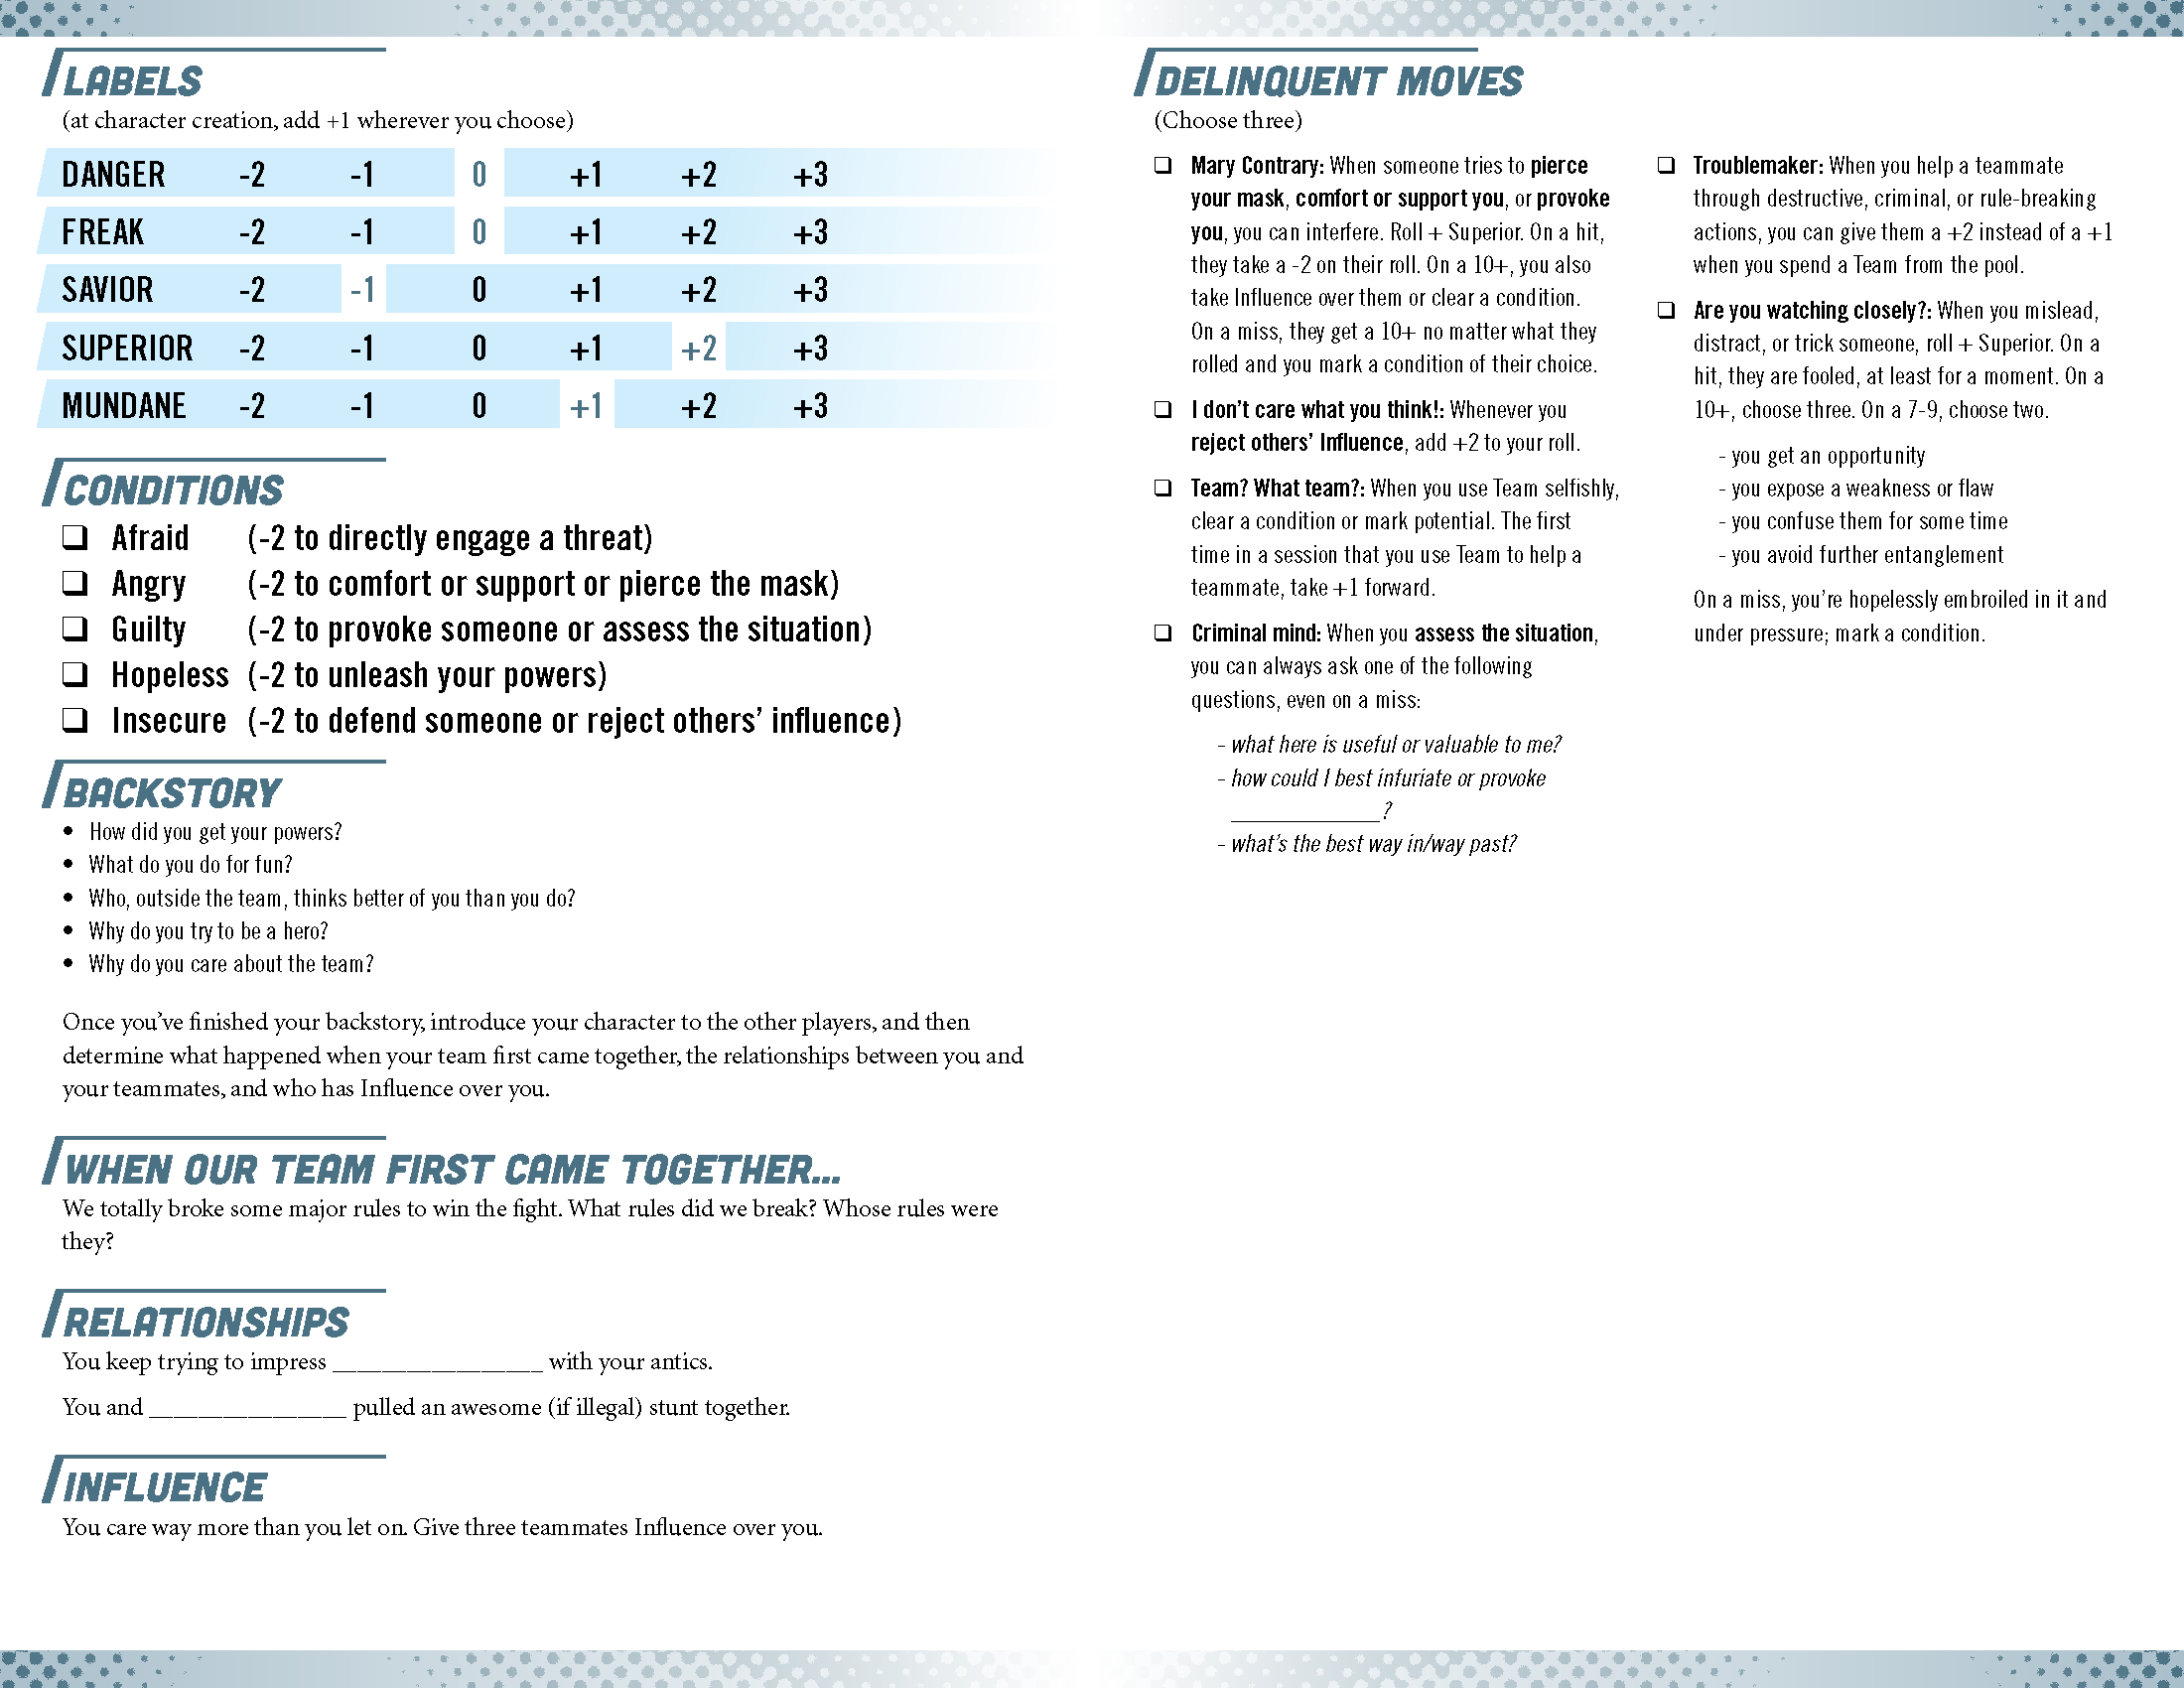 LABELS
(at character creation, add +1 wherever you choose)
DANGER -2 -1 0 +1 +2 +3
FREAK -2 -1 0 +1 +2 +3
SAVIOR -2 -1 0 +1 +2 +3
SUPERIOR -2 -1 0 +1 +2 +3
MUNDANE -2 -1 0 +1 +2 +3
CONDITIONS
❑ Afraid (-2 to directly engage a threat)
❑ Angry (-2 to comfort or support or pierce the mask)
❑ Guilty (-2 to provoke someone or assess the situation)
❑ Hopeless (-2 to unleash your powers)
❑ Insecure (-2 to defend someone or reject others’ influence)
BACKSTORY
• How did you get your powers?
• What do you do for fun?
• Who, outside the team, thinks better of you than you do?
• Why do you try to be a hero?
• Why do you care about the team?
Once you’ve finished your backstory, introduce your character to the other players, and then
determine what happened when your team first came together, the relationships between you and
your teammates, and who has Influence over you.
WHEN OUR TEAM FIRST CAME TOGETHER...
We totally broke some major rules to win the fight. What rules did we break? Whose rules were
they?
RELATIONSHIPS
You keep trying to impress _________________ with your antics.
You and ________________ pulled an awesome (if illegal) stunt together.
INFLUENCE
You care way more than you let on. Give three teammates Influence over you.
DELINQUENT MOVES
(Choose three)
❑ Mary Contrary: When someone tries to pierce
your mask, comfort or support you, or provoke
you, you can interfere. Roll + Superior. On a hit,
they take a -2 on their roll. On a 10+, you also
take Influence over them or clear a condition.
On a miss, they get a 10+ no matter what they
rolled and you mark a condition of their choice.
❑ I don’t care what you think!: Whenever you
reject others’ Influence, add +2 to your roll.
❑ Team? What team?: When you use Team selfishly,
clear a condition or mark potential. The first
time in a session that you use Team to help a
teammate, take +1 forward.
❑ Criminal mind: When you assess the situation,
you can always ask one of the following
questions, even on a miss:
- what here is useful or valuable to me?
- how could I best infuriate or provoke
____________?
- what’s the best way in/way past?
❑ Troublemaker: When you help a teammate
through destructive, criminal, or rule-breaking
actions, you can give them a +2 instead of a +1
when you spend a Team from the pool.
❑ Are you watching closely?: When you mislead,
distract, or trick someone, roll + Superior. On a
hit, they are fooled, at least for a moment. On a
10+, choose three. On a 7-9, choose two.
- you get an opportunity
- you expose a weakness or flaw
- you confuse them for some time
- you avoid further entanglement
On a miss, you’re hopelessly embroiled in it and
under pressure; mark a condition.